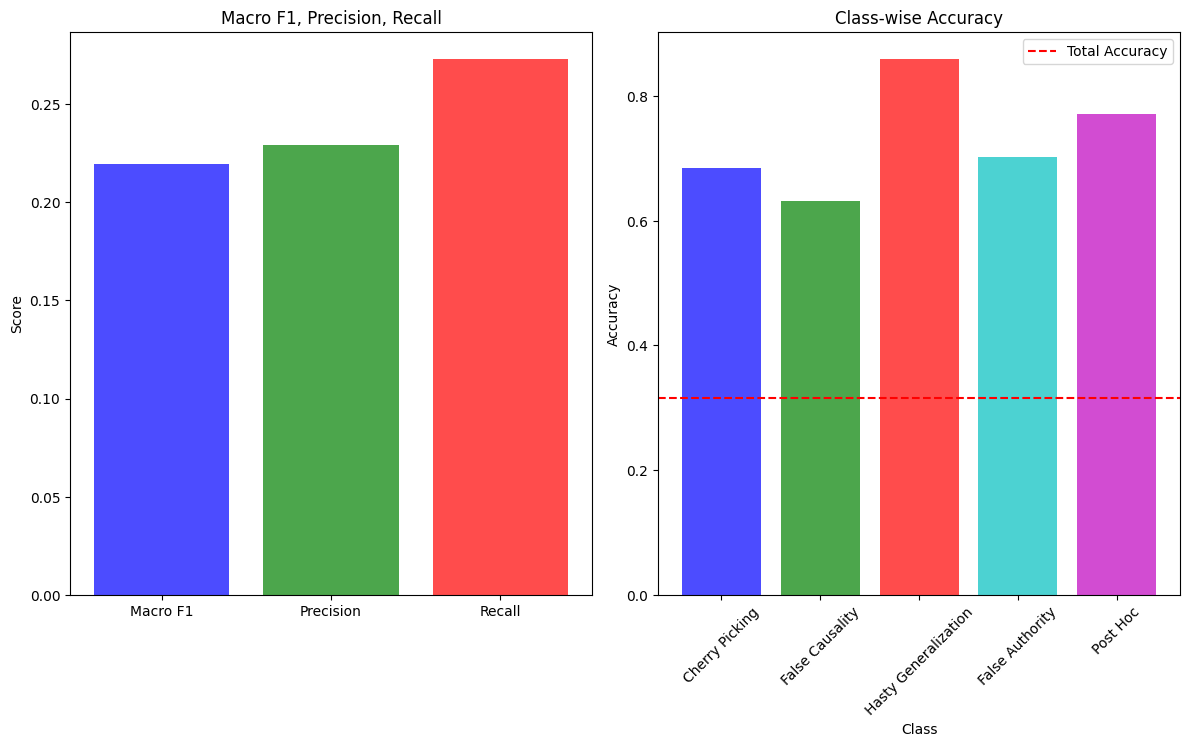 Macro F1, Precision, Recall
Score
0.25
0.20
0.15
0.10
0.05
0.00
Macro F1
Precision
Recall
Class-wise Accuracy
Total Accuracy
Accuracy
0.8
0.6
0.4
0.2
0.0
Cherry Picking
False Causality
Hasty Generalization
False Authority
Post Hoc
Class